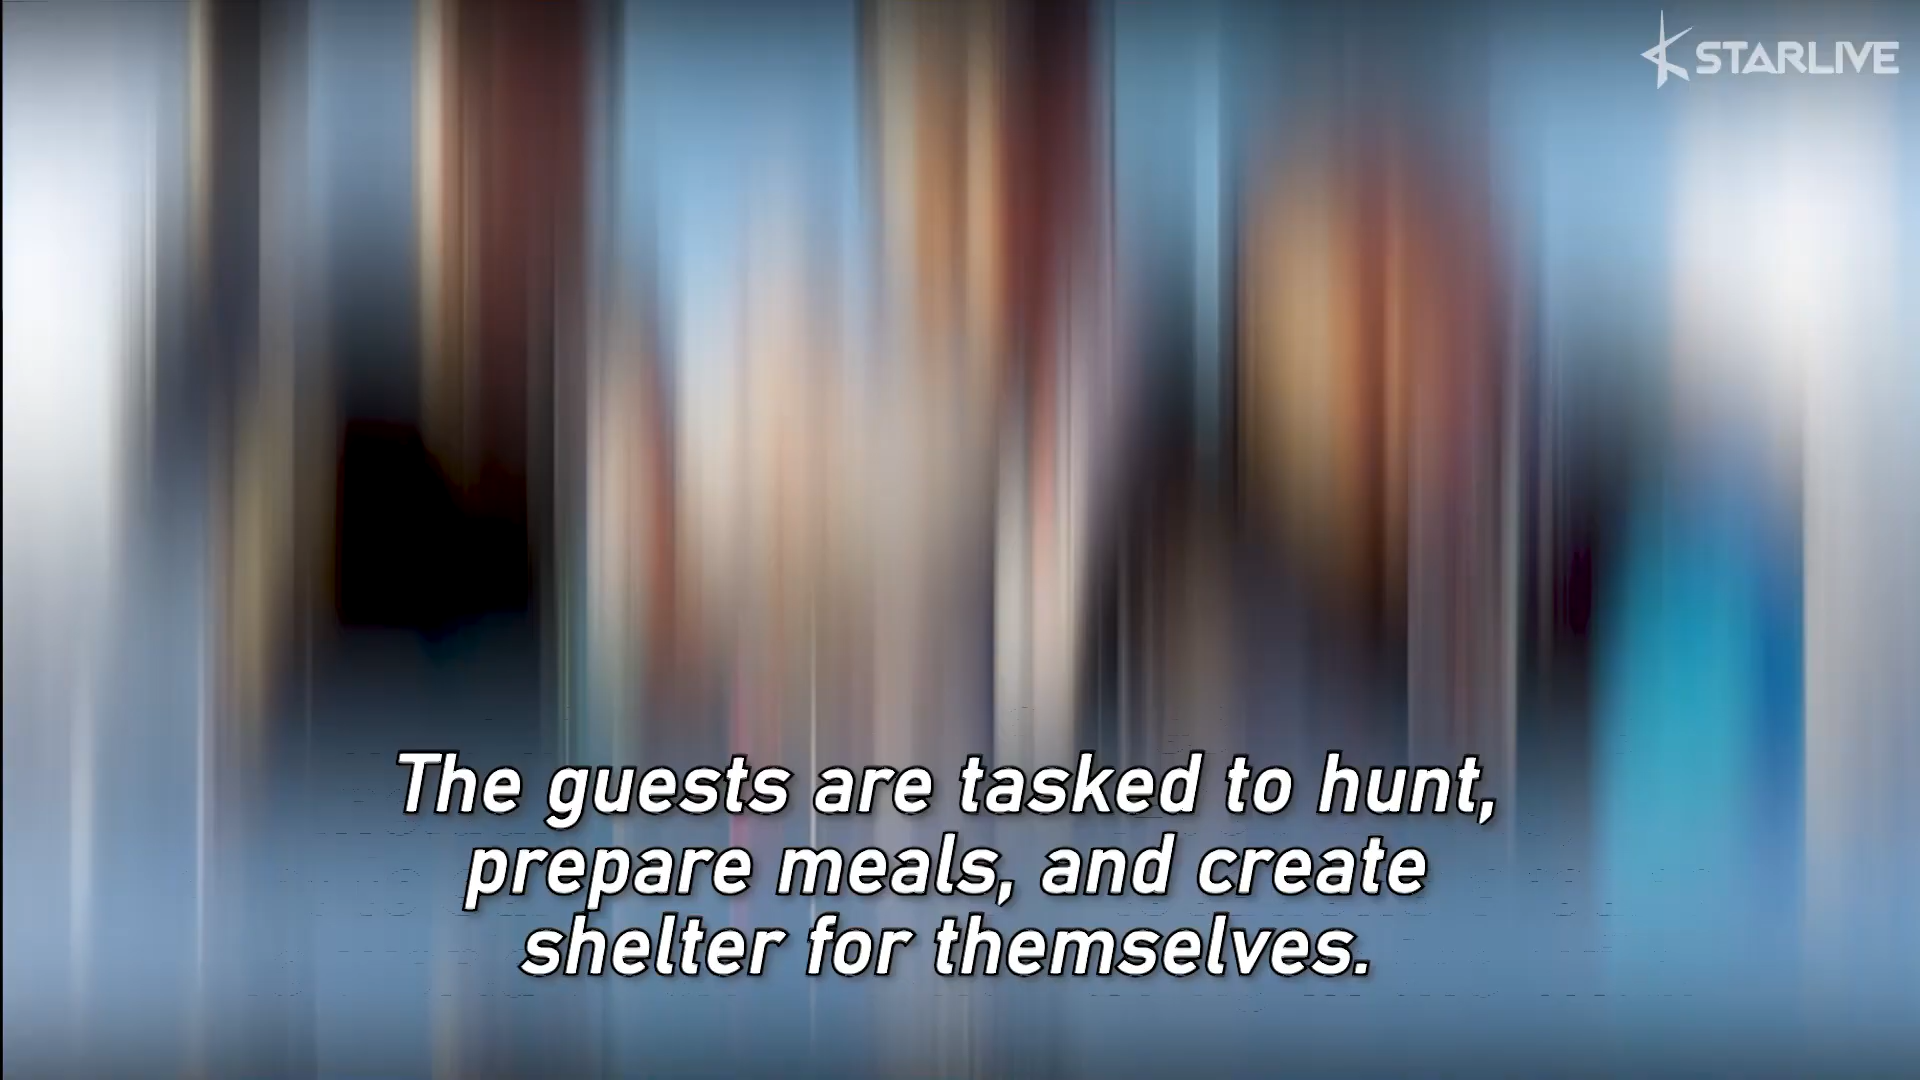 STARLIVE
The guests are tasked to hunt,
prepare meals, and create
shelter for themselves.